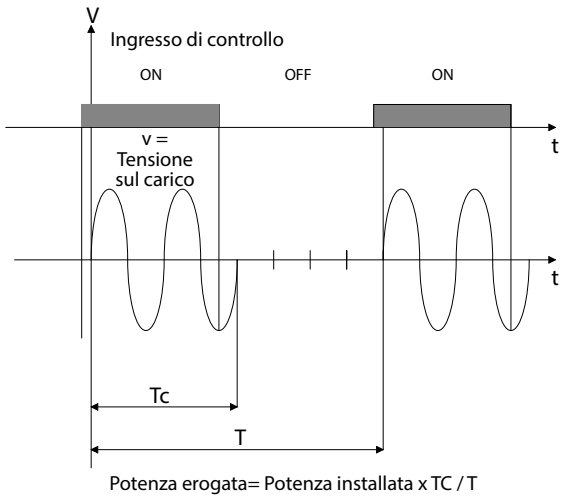 V
Ingresso di controllo
ON
OFF
ON
t
v =
Tensione
sul carico
t
Tc
T
Potenza erogata= Potenza installata x TC / T